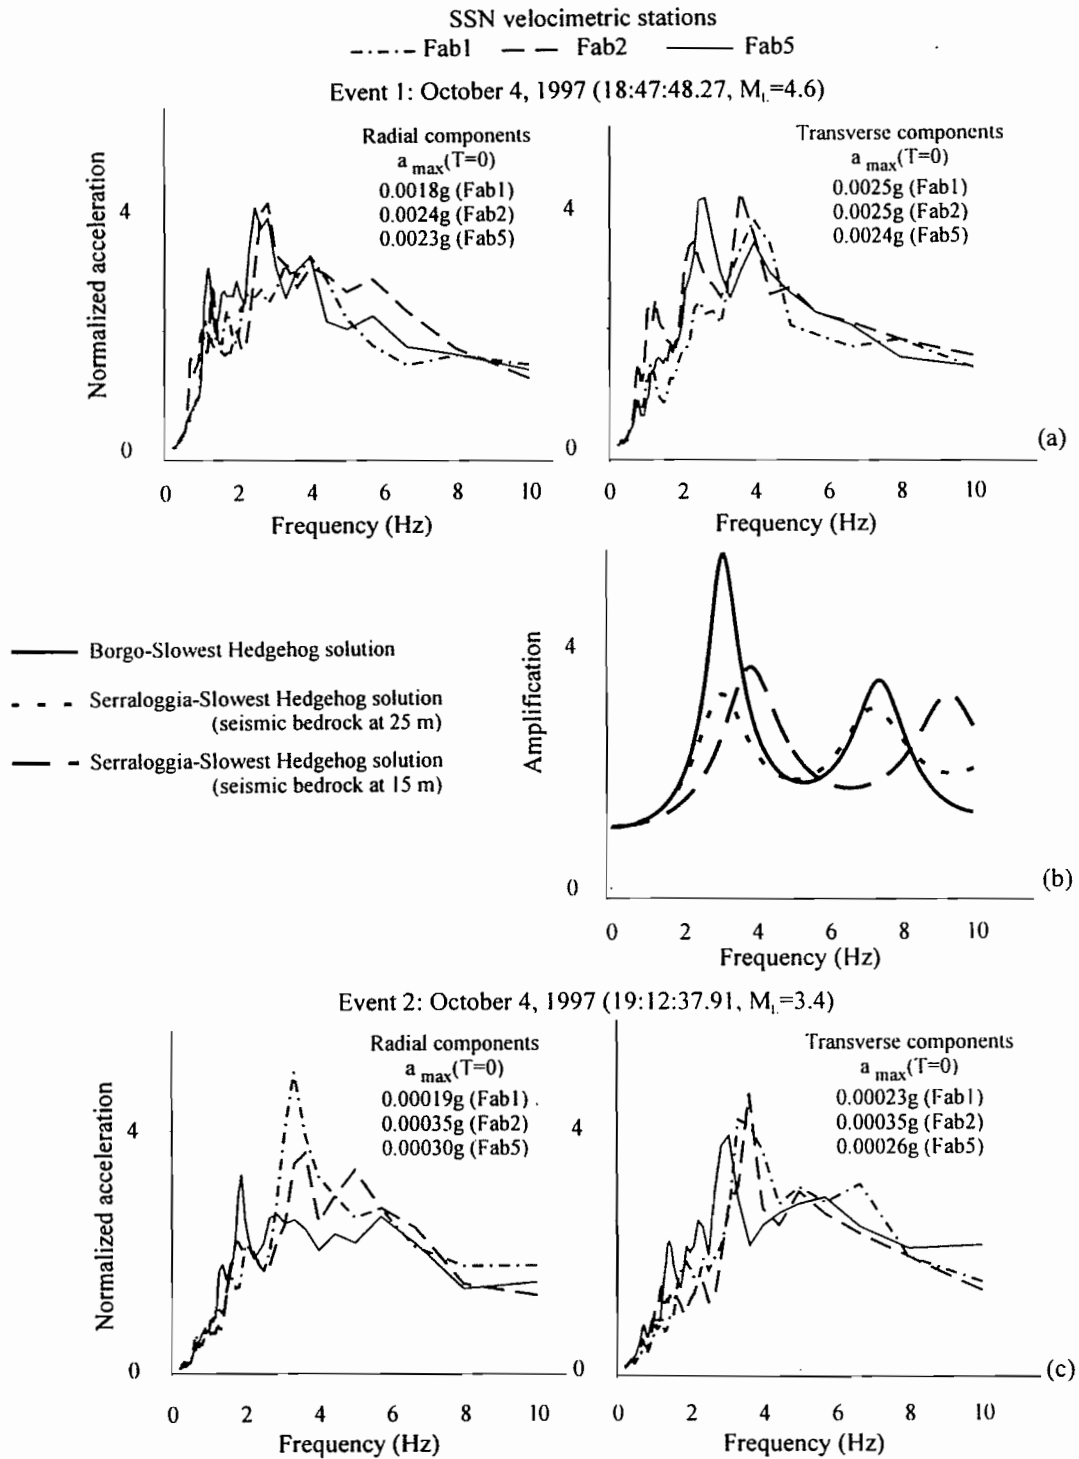 SSN velocimetric stations
Fab1 Fab2 Fab5
Event 1: October 4, 1997 (18:47:48.27, ML=4.6)
Normalized acceleration
4
0
Radial components
a max(T=0)
0.0018g (Fab1)
0.0024g (Fab2)
0.0023g (Fab5)
0 2 4 6 8 10
Frequency (Hz)
4
0
Transverse components
a max(T=0)
0.0025g (Fab1)
0.0025g (Fab2)
0.0024g (Fab5)
(a)
0 2 4 6 8 10
Frequency (Hz)
Borgo-Slowest Hedgehog solution
Serraloggia-Slowest Hedgehog solution
(seismic bedrock at 25 m)
Serraloggia-Slowest Hedgehog solution
(seismic bedrock at 15 m)
Amplification
4
0
(b)
0 2 4 6 8 10
Frequency (Hz)
Event 2: October 4, 1997 (19:12:37.91, ML=3.4)
Normalized acceleration
4
0
Radial components
a max(T=0)
0.00019g (Fab1)
0.00035g (Fab2)
0.00030g (Fab5)
0 2 4 6 8 10
Frequency (Hz)
4
0
Transverse components
a max(T=0)
0.00023g (Fab1)
0.00035g (Fab2)
0.00026g (Fab5)
(c)
0 2 4 6 8 10
Frequency (Hz)